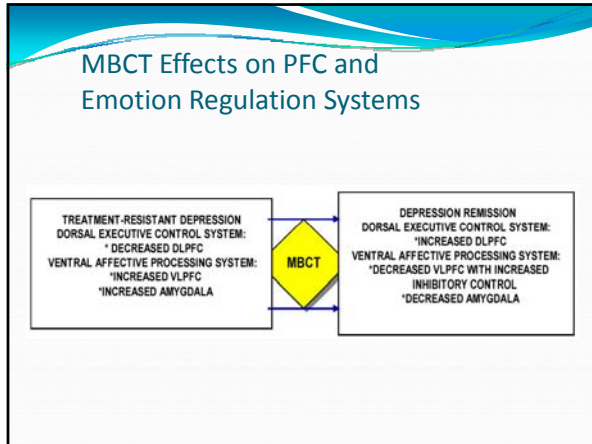 MBCT Effects on PFC and
Emotion Regulation Systems
TREATMENT-RESISTANT DEPRESSION
DORSAL EXECUTIVE CONTROL SYSTEM:
* DECREASED DLPFC
VENTRAL AFFECTIVE PROCESSING SYSTEM:
*INCREASED VLPFC
*INCREASED AMYGDALA
MBCT
DEPRESSION REMISSION
DORSAL EXECUTIVE CONTROL SYSTEM:
*INCREASED DLPFC
VENTRAL AFFECTIVE PROCESSING SYSTEM:
*DECREASED VLPFC WITH INCREASED
INHIBITORY CONTROL
*DECREASED AMYGDALA